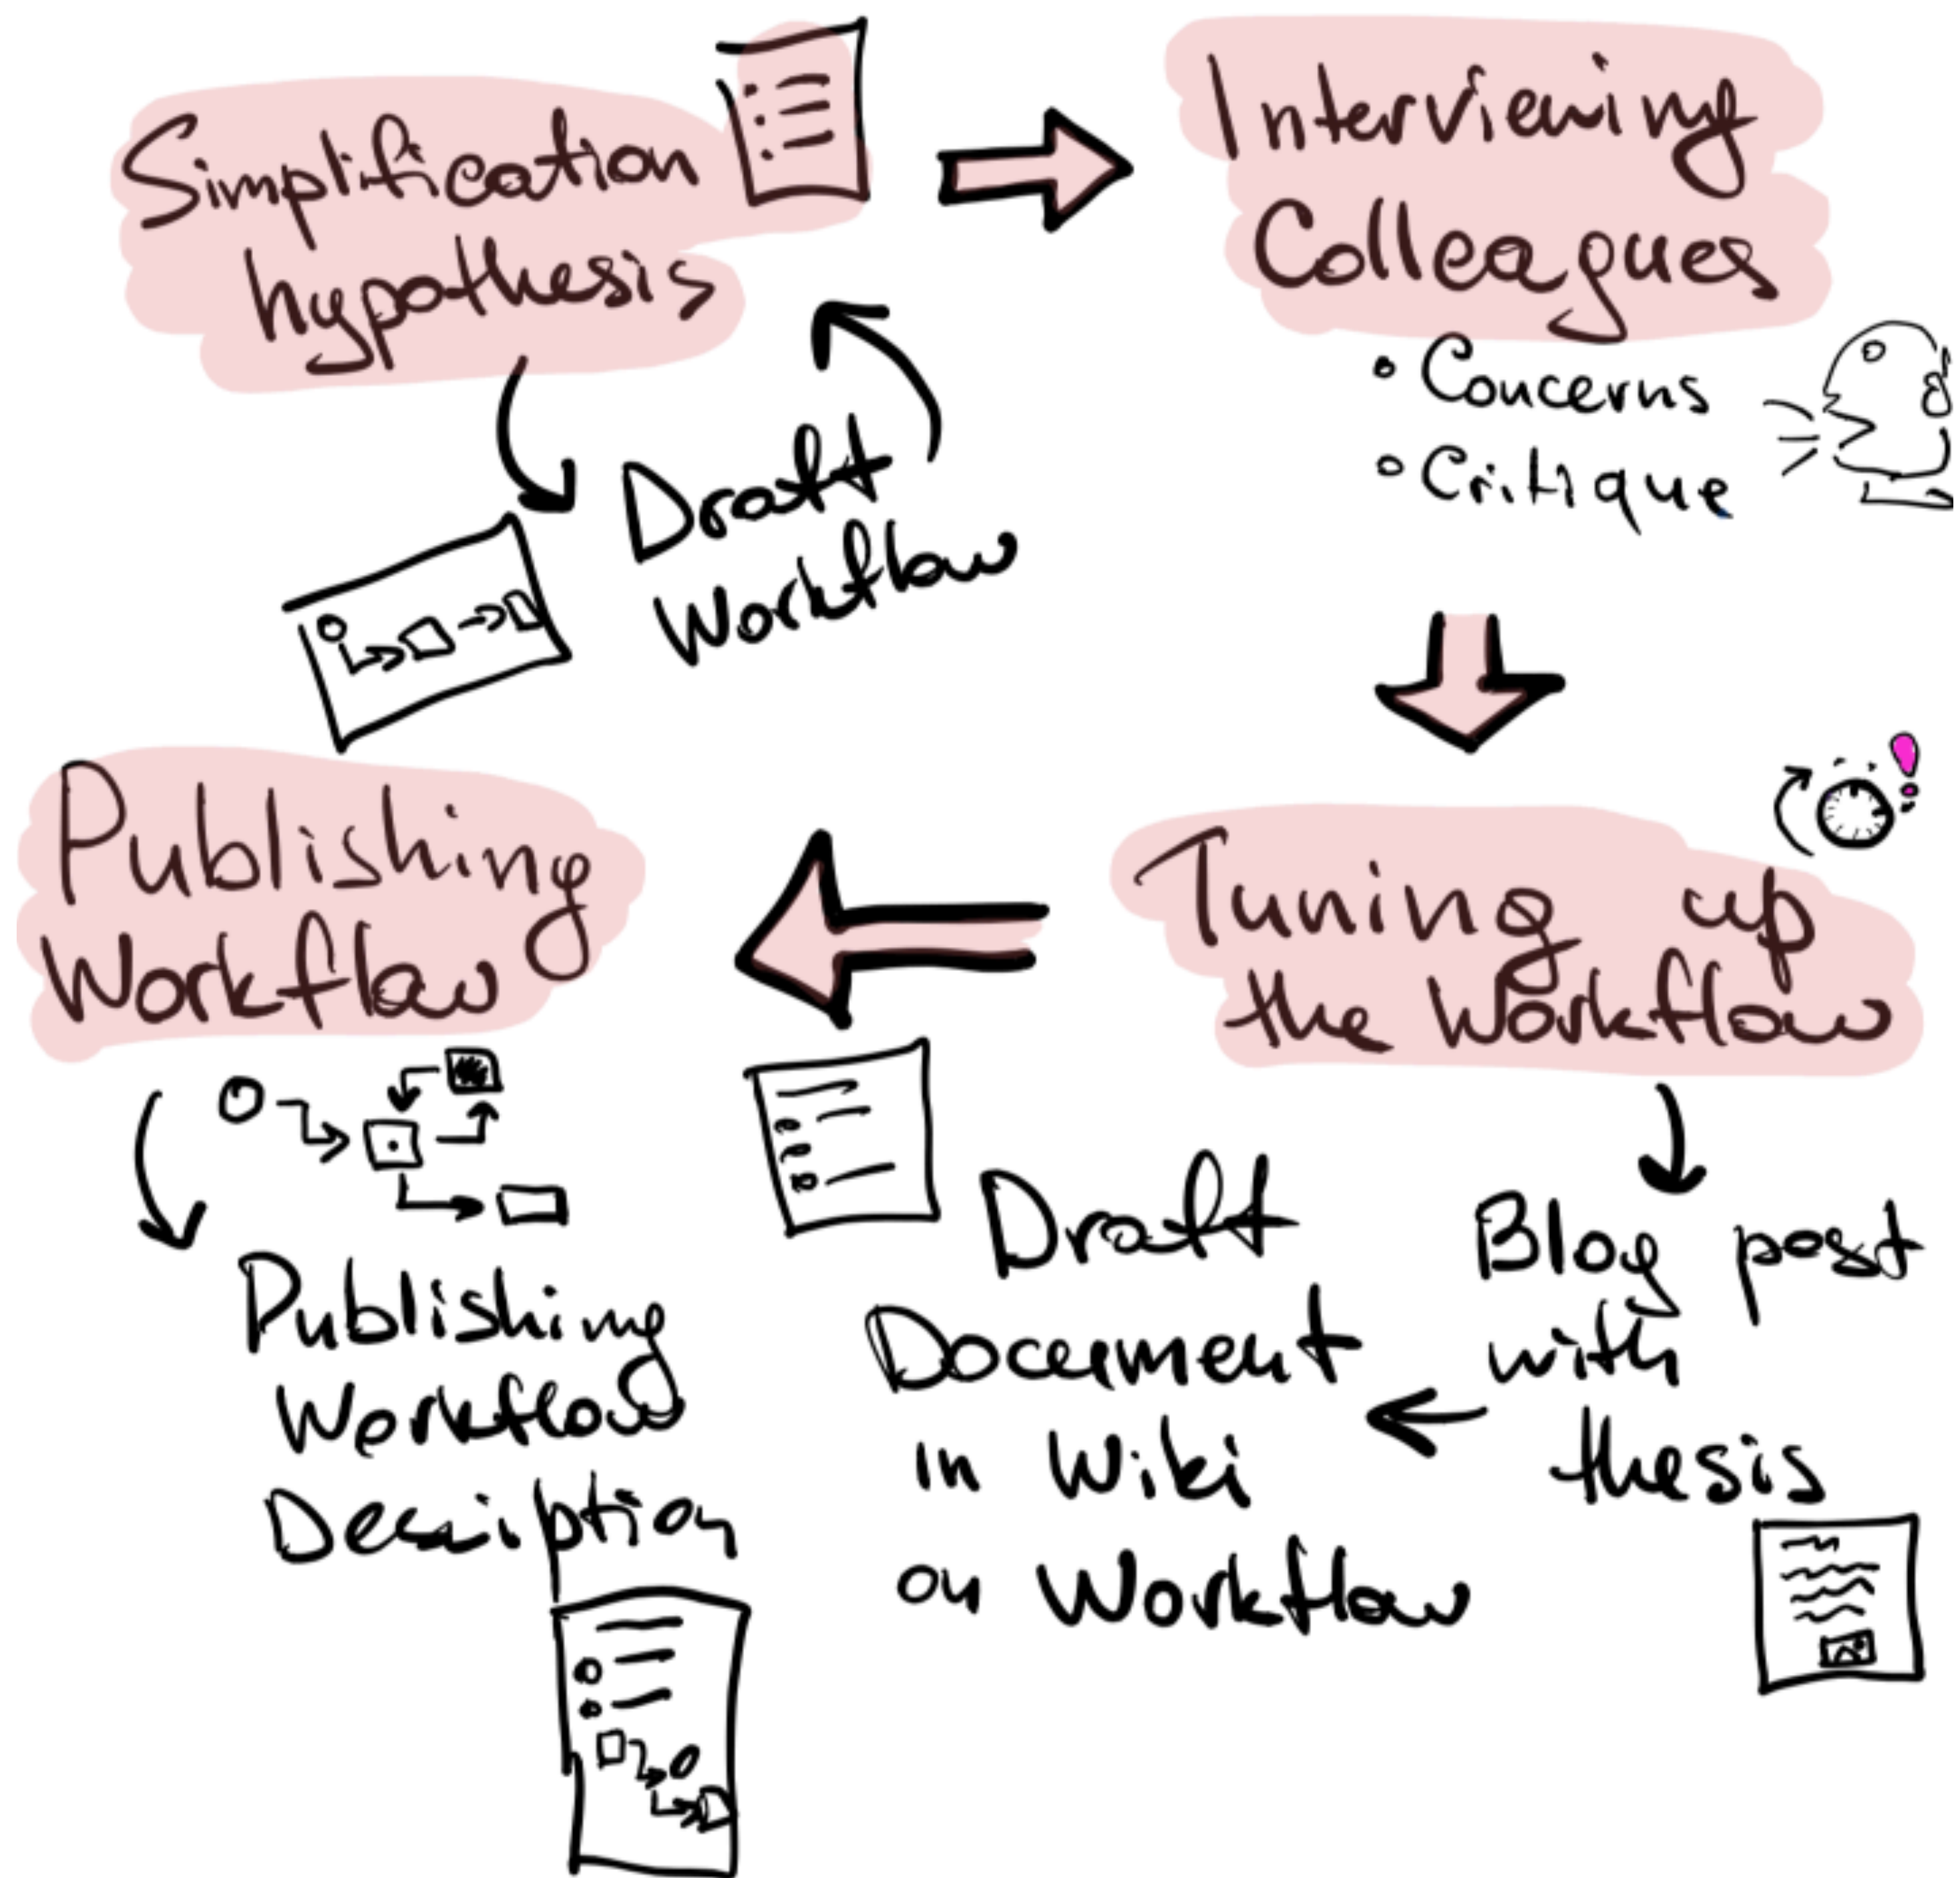 Simplification
hypothesis
Draft
Workflow
Interviewing
Colleagues
• Concerns
• Critique
Tuning up
the Workflow
Blog post
with
thesis
Draft
Document
in Wiki
on Workflow
Publishing
Workflow
Publishing
Workflow
Description